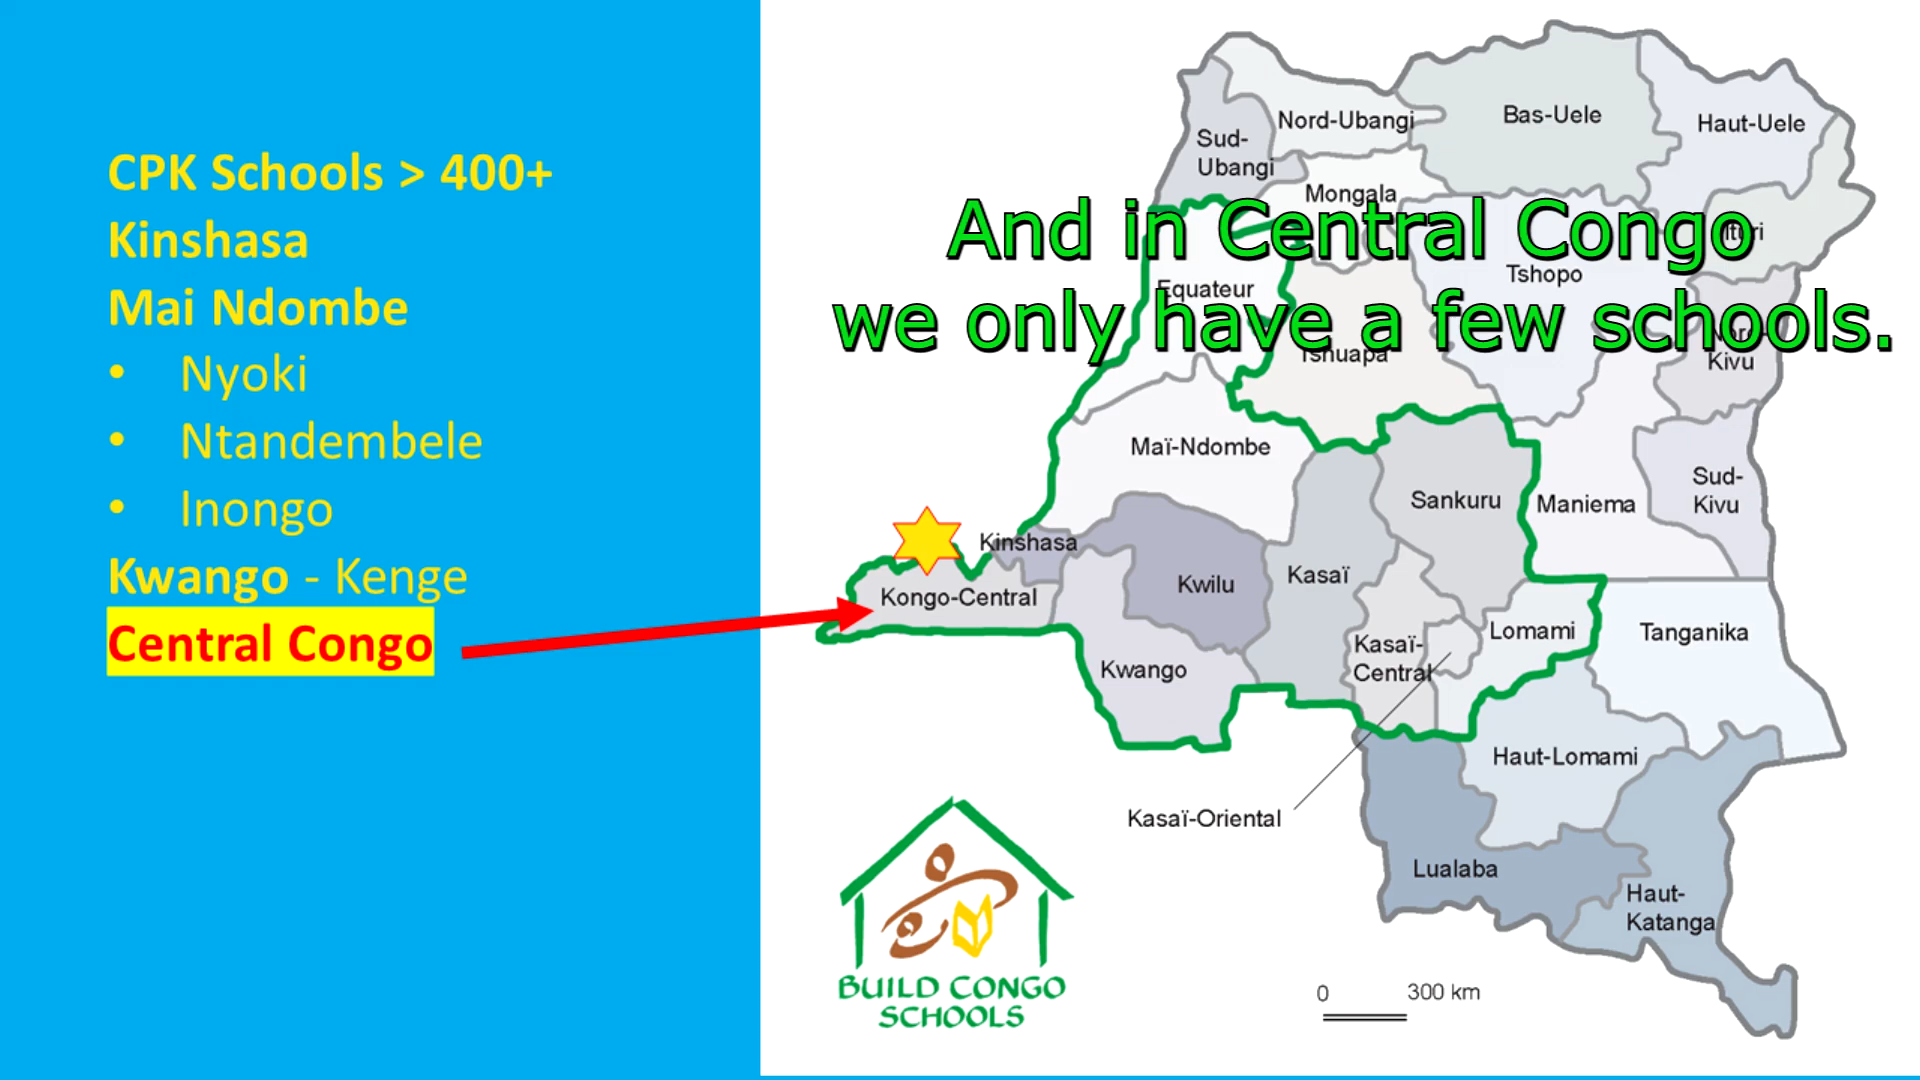 CPK Schools > 400+
Kinshasa
Mai Ndombe
• Nyoki
• Ntandembele
• Inongo
Kwango - Kenge
Central Congo
And in Central Congo
we only have a few schools.
Nord-Ubangi
Bas-Uele
Haut-Uele
Sud-
Ubangi
Mongala
Ituri
Tshopo
Equateur
Tshuapa
Nord-
Kivu
Maï-Ndombe
Sankuru
Maniema
Sud-
Kivu
Kinshasa
Kwilu
Kasaï
Kongo-Central
Kasaï-
Central
Lomami
Tanganika
Kwango
Haut-Lomami
Kasaï-Oriental
Lualaba
Haut-
Katanga
BUILD CONGO
SCHOOLS
0 300 km